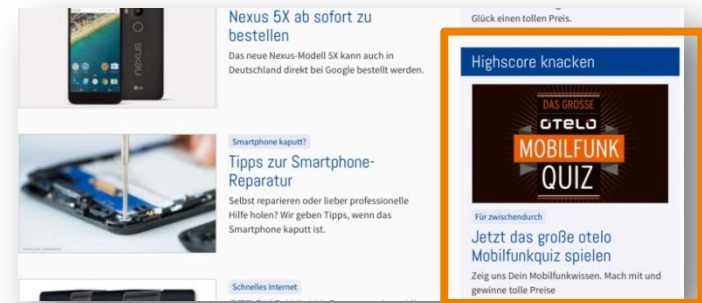 nexus
Nexus 5X ab sofort zu
bestellen
Das neue Nexus-Modell 5X kann auch in
Deutschland direkt bei Google bestellt werden.
Smartphone kaputt?
Tipps zur Smartphone-
Reparatur
Selbst reparieren oder lieber professionelle
Hilfe holen? Wir geben Tipps, wenn das
Smartphone kaputt ist.
Schnelles Internet
Glück einen tollen Preis.
Highscore knacken
DAS GROSSE
OTELO
MOBILFUNK
QUIZ
Für zwischendurch
Jetzt das große otelo
Mobilfunkquiz spielen
Zeig uns Dein Mobilfunkwissen. Mach mit und
gewinne tolle Preise